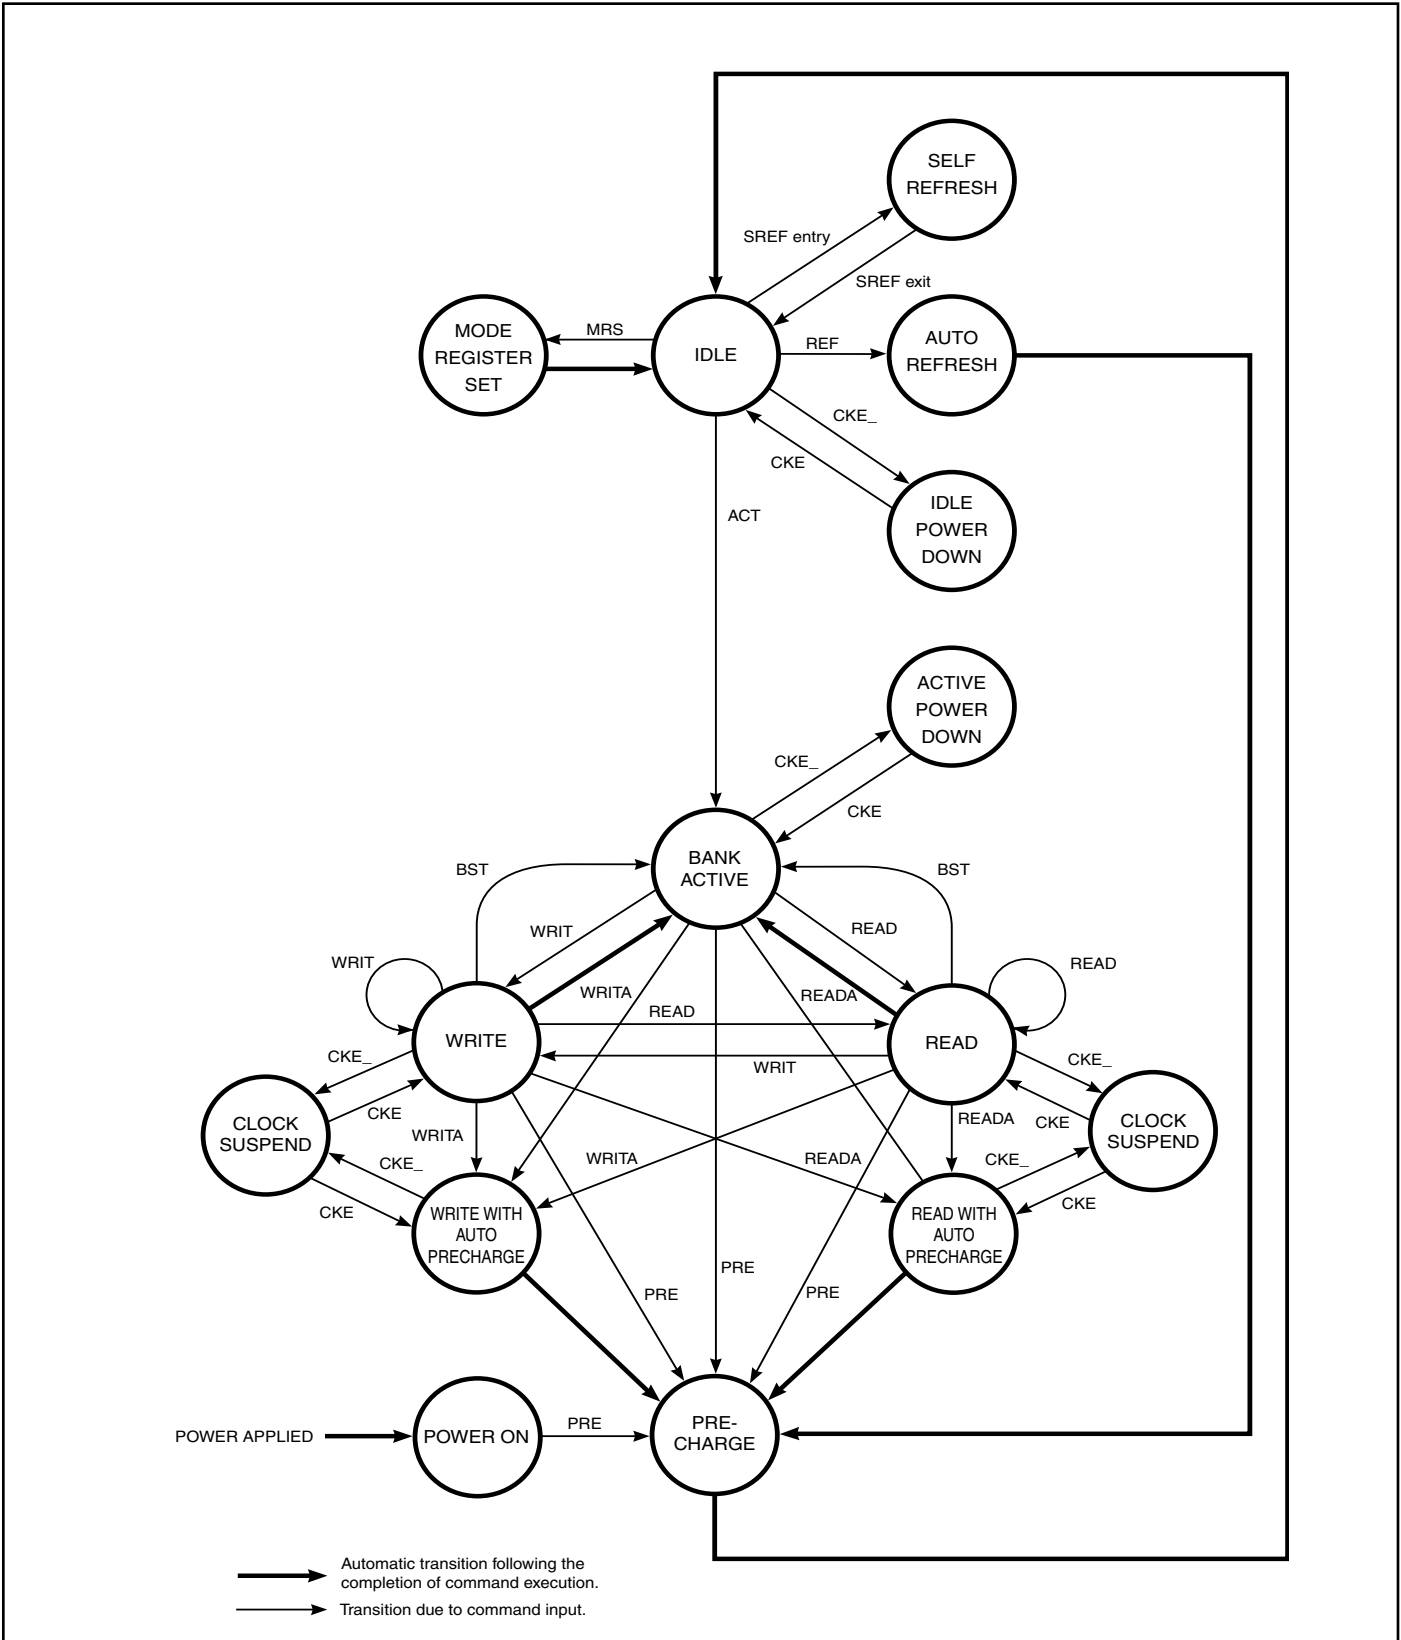 SELF
REFRESH
SREF entry
SREF exit
MODE
REGISTER
SET
MRS
IDLE
REF
AUTO
REFRESH
CKE_
CKE
IDLE
POWER
DOWN
ACT
ACTIVE
POWER
DOWN
CKE_
CKE
BANK
ACTIVE
BST
BST
WRIT
READ
WRIT
READ
WRITA
READA
READ
WRITE
READ
WRIT
CKE_
CKE_
CKE
CKE
CLOCK
SUSPEND
CLOCK
SUSPEND
WRITA
READA
CKE_
WRITA
READA
CKE_
CKE
CKE
WRITE WITH
AUTO
PRECHARGE
READ WITH
AUTO
PRECHARGE
PRE
PRE
PRE
POWER APPLIED
POWER ON
PRE
PRE-
CHARGE
Automatic transition following the
completion of command execution.
Transition due to command input.